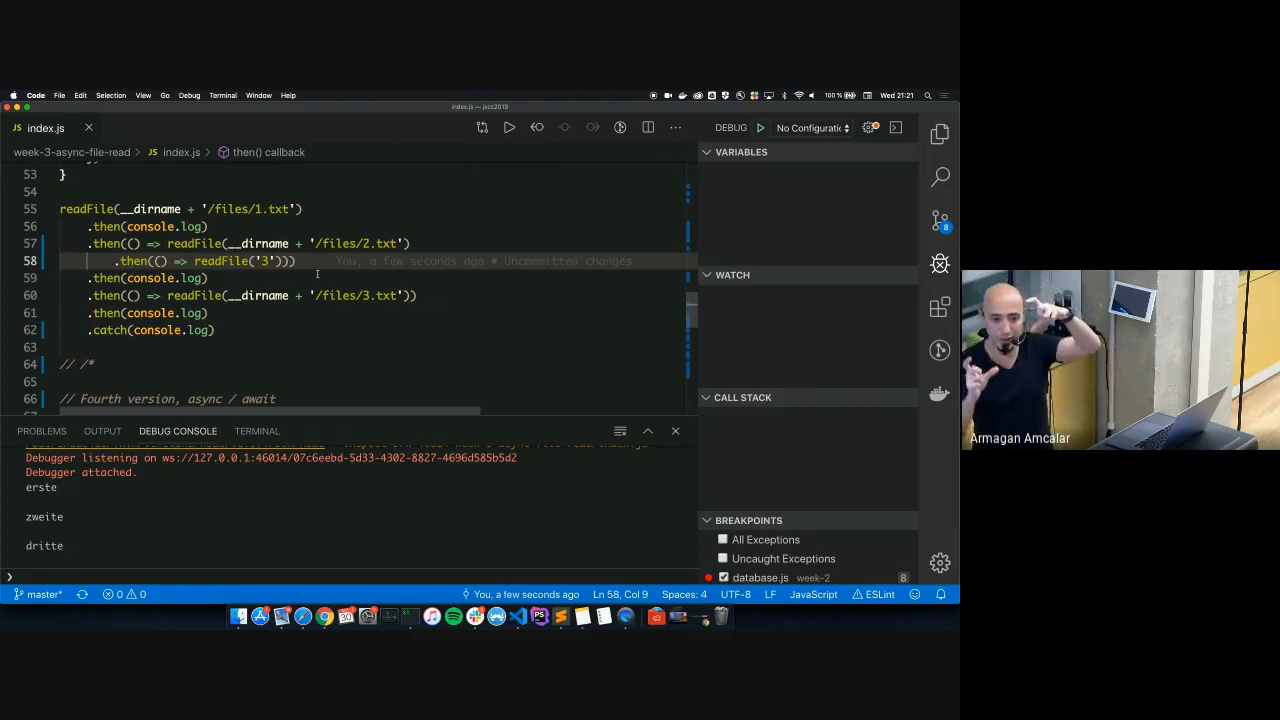 Code File Edit Selection View Go Debug Terminal Window Help 100 % Wed 21:21
index.js — jscc2019
JS index.js
DEBUG No Configuratic
week-3-async-file-read JS index.js then() callback
VARIABLES
53 }
54
55 readFile(__dirname + '/files/1.txt')
56 .then(console.log)
57 .then(() => readFile(__dirname + '/files/2.txt')
58 .then(() => readFile('3'))) You, a few seconds ago • Uncommitted changes
59 .then(console.log)
60 .then(() => readFile(__dirname + '/files/3.txt'))
61 .then(console.log)
62 .catch(console.log)
63
64 // /*
65
66 // Fourth version, async / await
8
WATCH
CALL STACK
PROBLEMS OUTPUT DEBUG CONSOLE TERMINAL
Debugger listening on ws://127.0.0.1:46014/07c6eebd-5d33-4302-8827-4696d585b5d2
Debugger attached.
erste
zweite
dritte
BREAKPOINTS
All Exceptions
Uncaught Exceptions
database.js week-2 8
master* 0 0 You, a few seconds ago Ln 58, Col 9 Spaces: 4 UTF-8 LF JavaScript ESLint
Armagan Amcalar